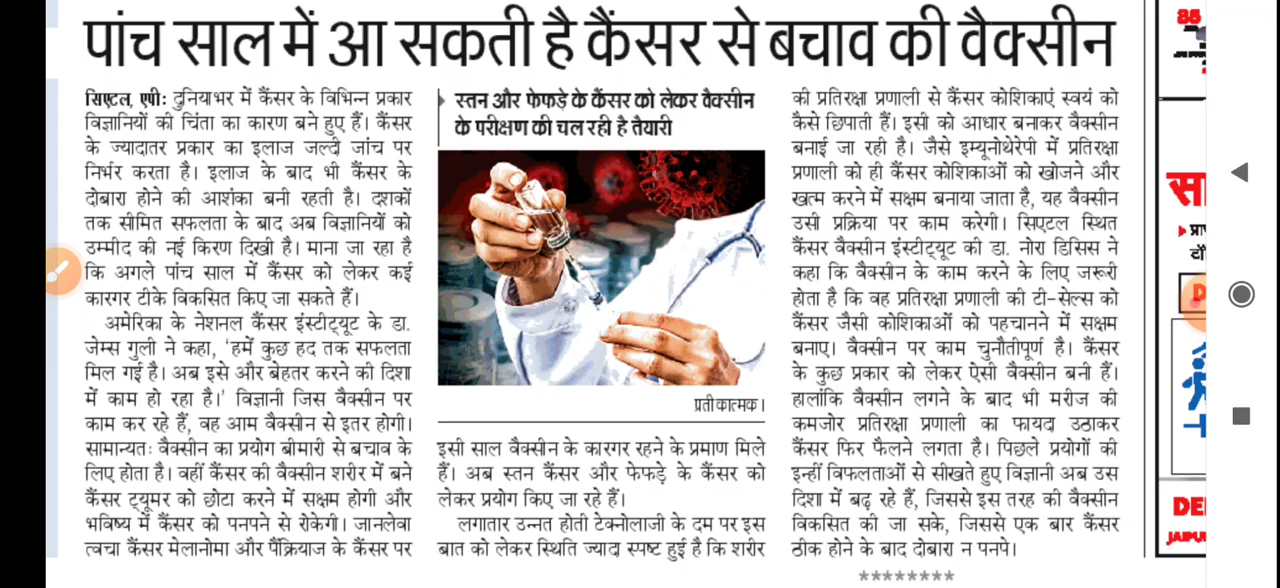 पांच साल में आ सकती है कैंसर से बचाव की वैक्सीन
सिएटल, एपीः दुनियाभर में कैंसर के विभिन्न प्रकार
विज्ञानियों की चिंता का कारण बने हुए हैं। कैंसर
के ज्यादातर प्रकार का इलाज जल्दी जांच पर
निर्भर करता है। इलाज के बाद भी कैंसर के
दोबारा होने की आशंका बनी रहती है। दशकों
तक सीमित सफलता के बाद अब विज्ञानियों को
उम्मीद की नई किरण दिखी है। माना जा रहा है
कि अगले पांच साल में कैंसर को लेकर कई
कारगर टीके विकसित किए जा सकते हैं।
अमेरिका के नेशनल कैंसर इंस्टीट्यूट के डा.
जेम्स गुली ने कहा, 'हमें कुछ हद तक सफलता
मिल गई है। अब इसे और बेहतर करने की दिशा
में काम हो रहा है।' विज्ञानी जिस वैक्सीन पर
काम कर रहे हैं, वह आम वैक्सीन से इतर होगी।
सामान्यतः वैक्सीन का प्रयोग बीमारी से बचाव के
लिए होता है। वहीं कैंसर की वैक्सीन शरीर में बने
कैंसर ट्यूमर को छोटा करने में सक्षम होगी और
भविष्य में कैंसर को पनपने से रोकेगी। जानलेवा
त्वचा कैंसर मेलानोमा और पैंक्रियाज के कैंसर पर
स्तन और फेफड़े के कैंसर को लेकर वैक्सीन
के परीक्षण की चल रही है तैयारी
प्रतीकात्मक।
इसी साल वैक्सीन के कारगर रहने के प्रमाण मिले
हैं। अब स्तन कैंसर और फेफड़े के कैंसर को
लेकर प्रयोग किए जा रहे हैं।
लगातार उन्नत होती टेक्नोलाजी के दम पर इस
बात को लेकर स्थिति ज्यादा स्पष्ट हुई है कि शरीर
की प्रतिरक्षा प्रणाली से कैंसर कोशिकाएं स्वयं को
कैसे छिपाती हैं। इसी को आधार बनाकर वैक्सीन
बनाई जा रही है। जैसे इम्यूनोथेरेपी में प्रतिरक्षा
प्रणाली को ही कैंसर कोशिकाओं को खोजने और
खत्म करने में सक्षम बनाया जाता है, यह वैक्सीन
उसी प्रक्रिया पर काम करेगी। सिएटल स्थित
कैंसर वैक्सीन इंस्टीट्यूट की डा. नोरा डिसिस ने
कहा कि वैक्सीन के काम करने के लिए जरूरी
होता है कि वह प्रतिरक्षा प्रणाली की टी-सेल्स को
कैंसर जैसी कोशिकाओं को पहचानने में सक्षम
बनाए। वैक्सीन पर काम चुनौतीपूर्ण है। कैंसर
के कुछ प्रकार को लेकर ऐसी वैक्सीन बनी हैं।
हालांकि वैक्सीन लगने के बाद भी मरीज की
कमजोर प्रतिरक्षा प्रणाली का फायदा उठाकर
कैंसर फिर फैलने लगता है। पिछले प्रयोगों की
इन्हीं विफलताओं से सीखते हुए विज्ञानी अब उस
दिशा में बढ़ रहे हैं, जिससे इस तरह की वैक्सीन
विकसित की जा सके, जिससे एक बार कैंसर
ठीक होने के बाद दोबारा न पनपे।
********